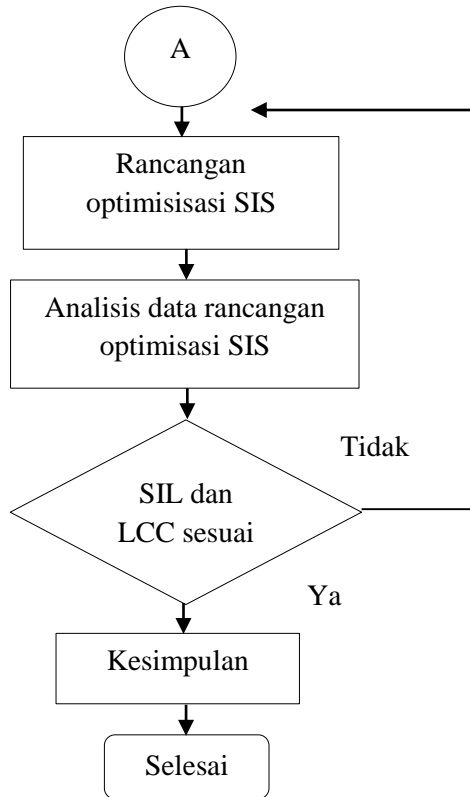 A
Rancangan
optimisisasi SIS
Analisis data rancangan
optimisasi SIS
Tidak
SIL dan
LCC sesuai
Ya
Kesimpulan
Selesai